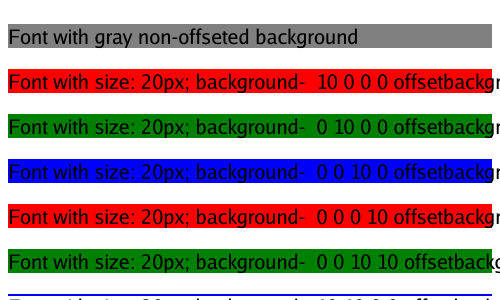 Font with gray non-offseted background
Font with size: 20px; background-  10 0 0 0 offsetbackgr
Font with size: 20px; background-  0 10 0 0 offsetbackgr
Font with size: 20px; background-  0 0 10 0 offsetbackgr
Font with size: 20px; background-  0 0 0 10 offsetbackgr
Font with size: 20px; background-  0 0 10 10 offsetbackg